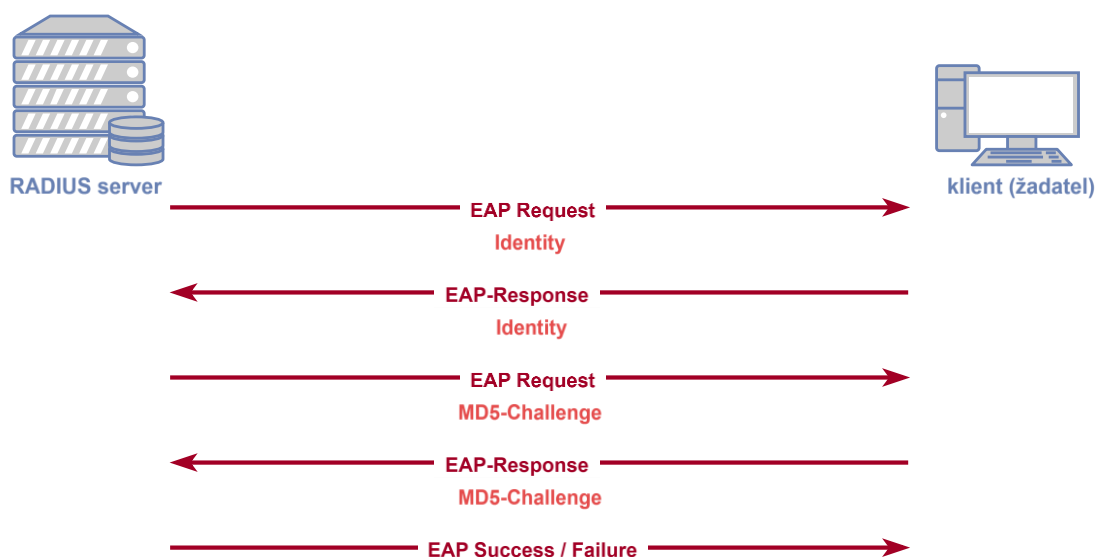 RADIUS server
klient (žadatel)
EAP Request
Identity
EAP-Response
Identity
EAP Request
MD5-Challenge
EAP-Response
MD5-Challenge
EAP Success / Failure